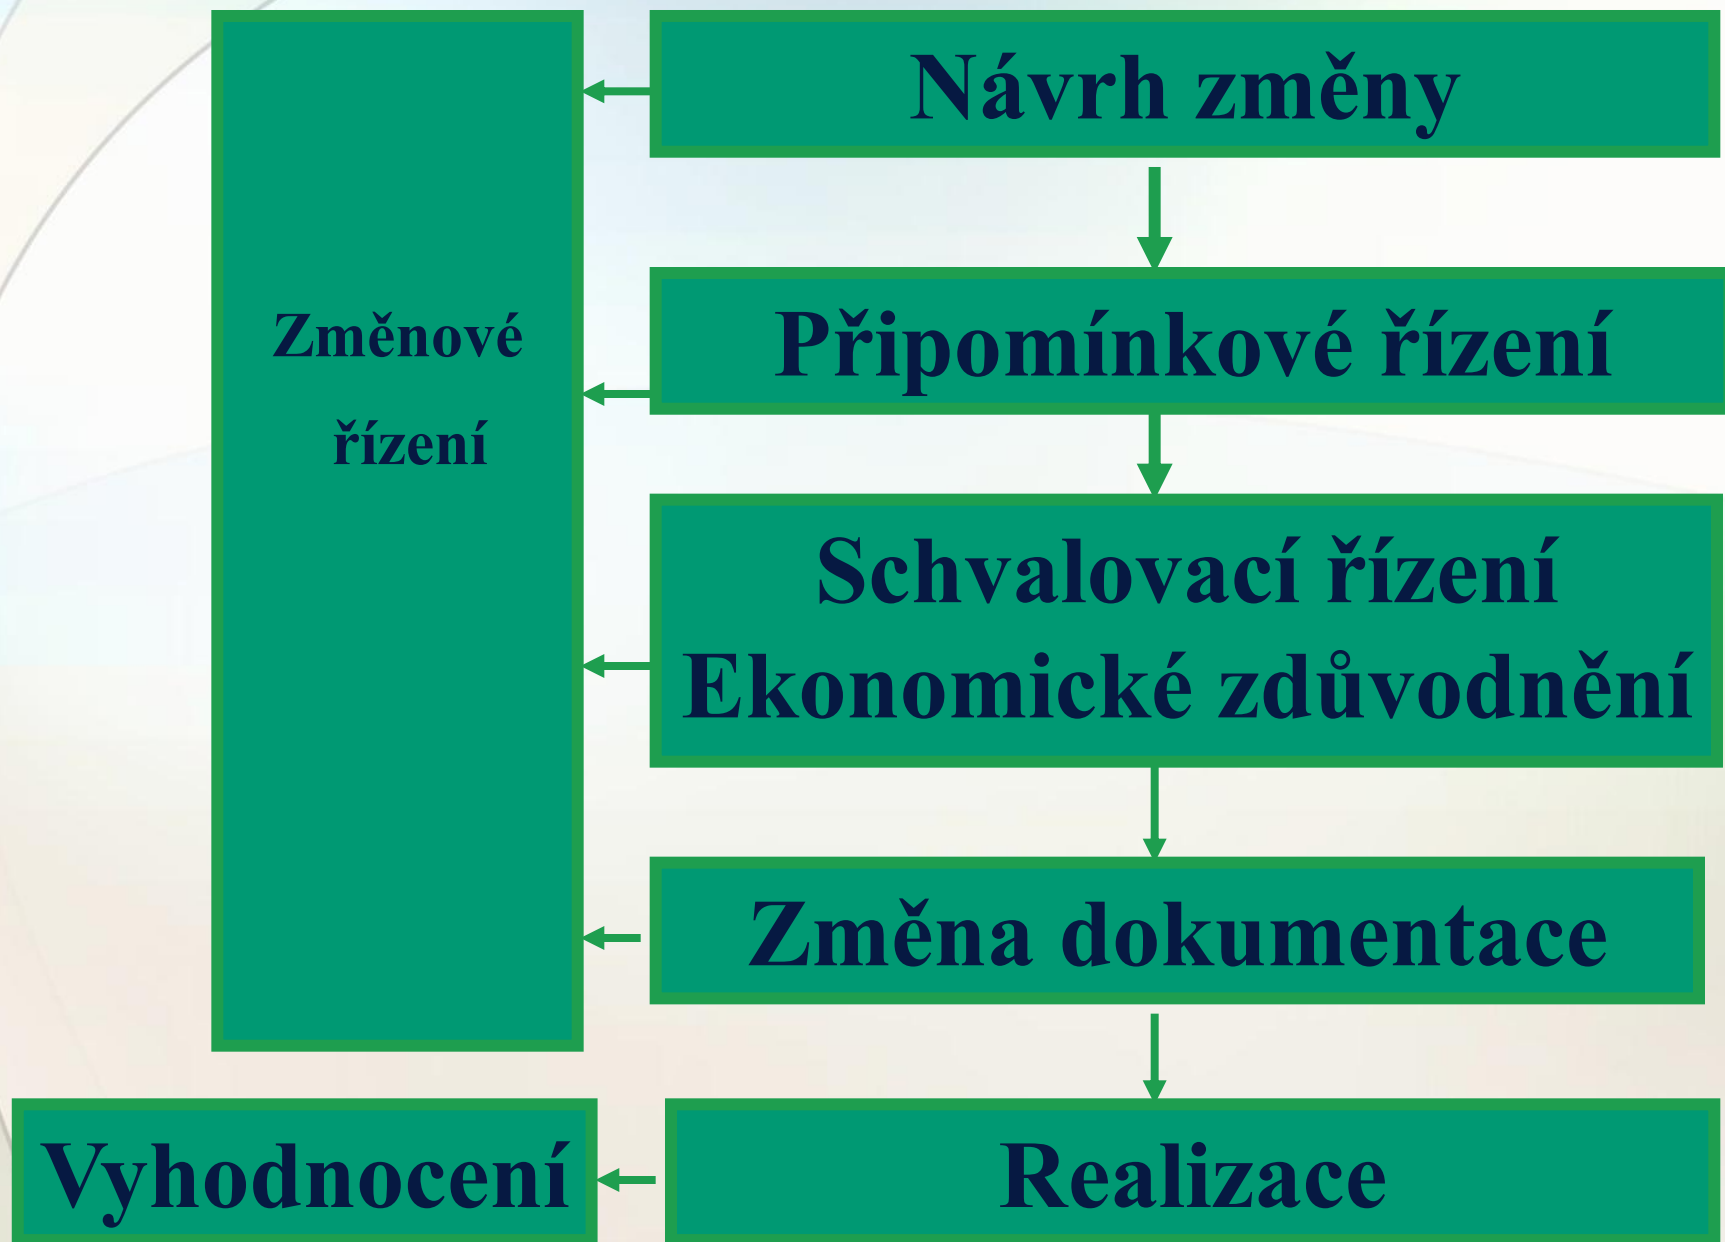 Návrh změny
Změnové
řízení
Připomínkové řízení
Schvalovací řízení
Ekonomické zdůvodnění
Změna dokumentace
Vyhodnocení
Realizace